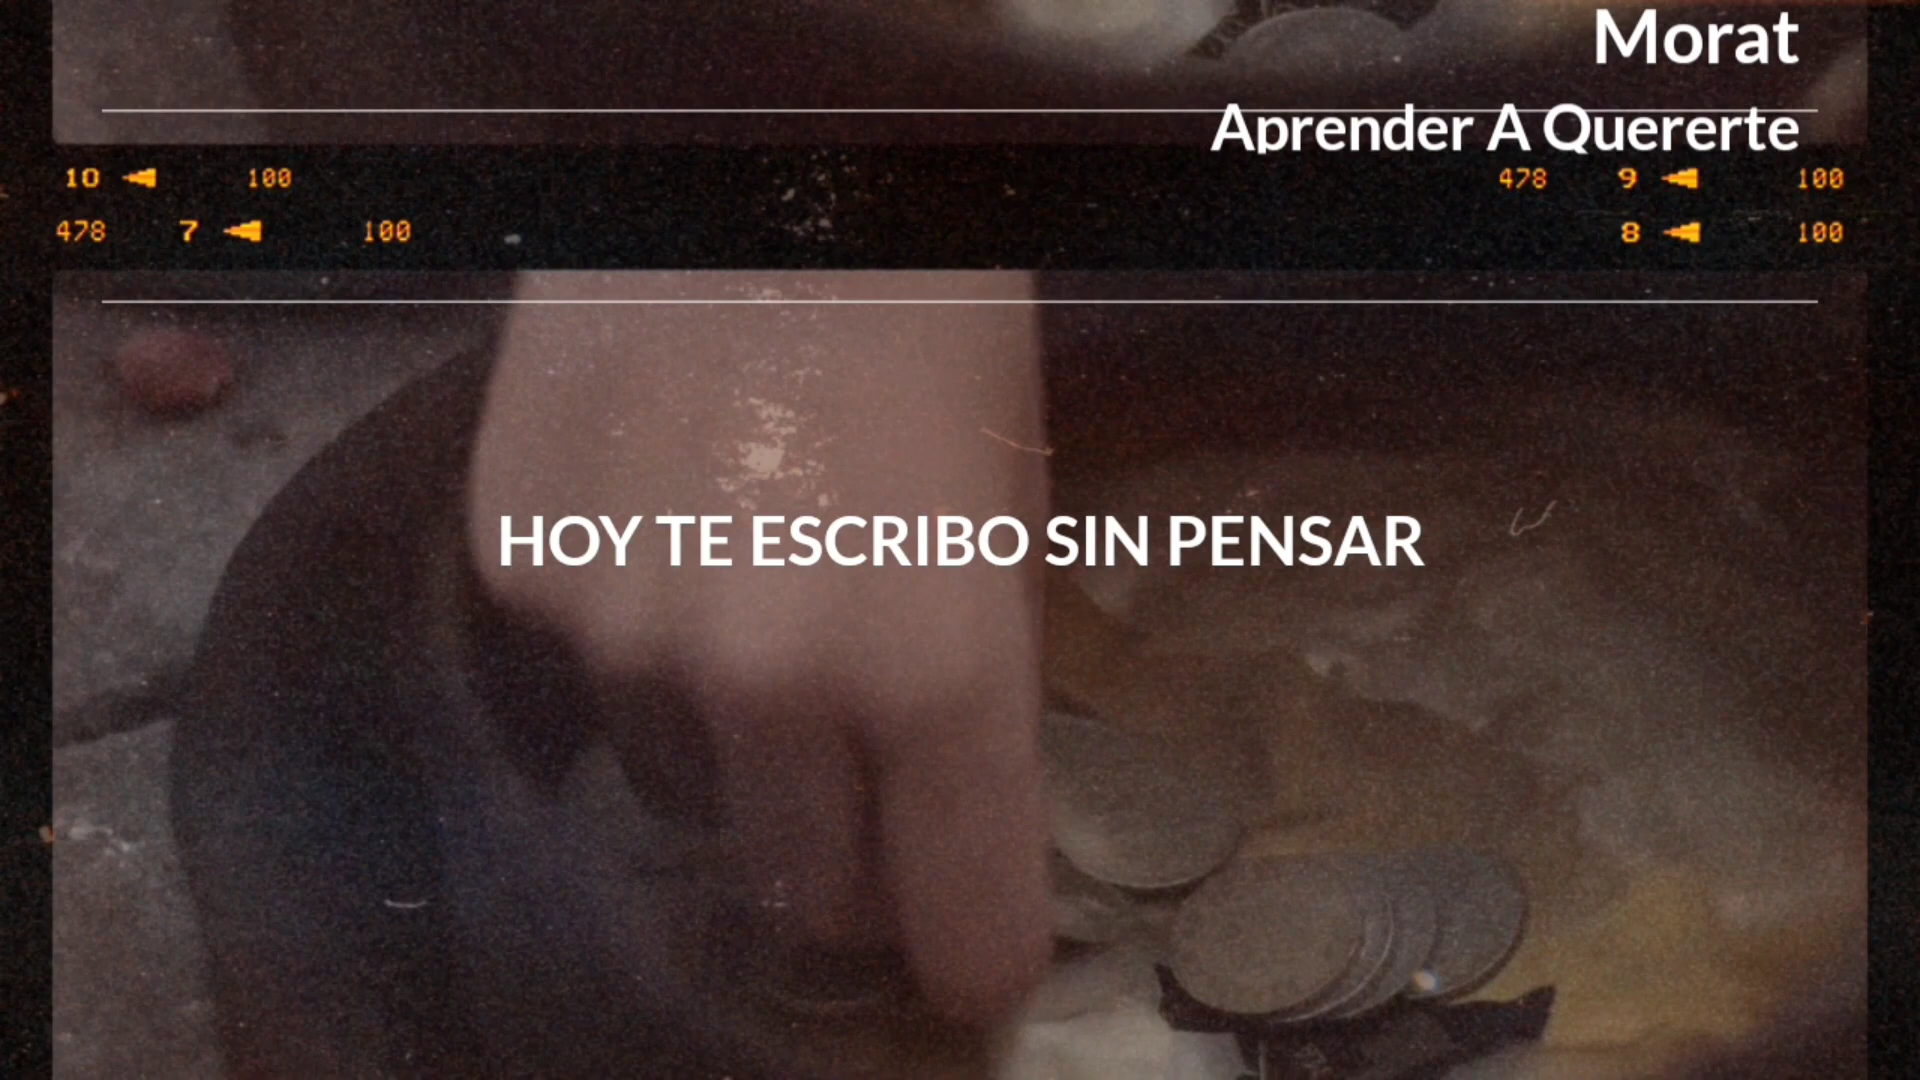 Morat
Aprender A Quererte
10 100 478 9 100
478 7 100 8 100
HOY TE ESCRIBO SIN PENSAR